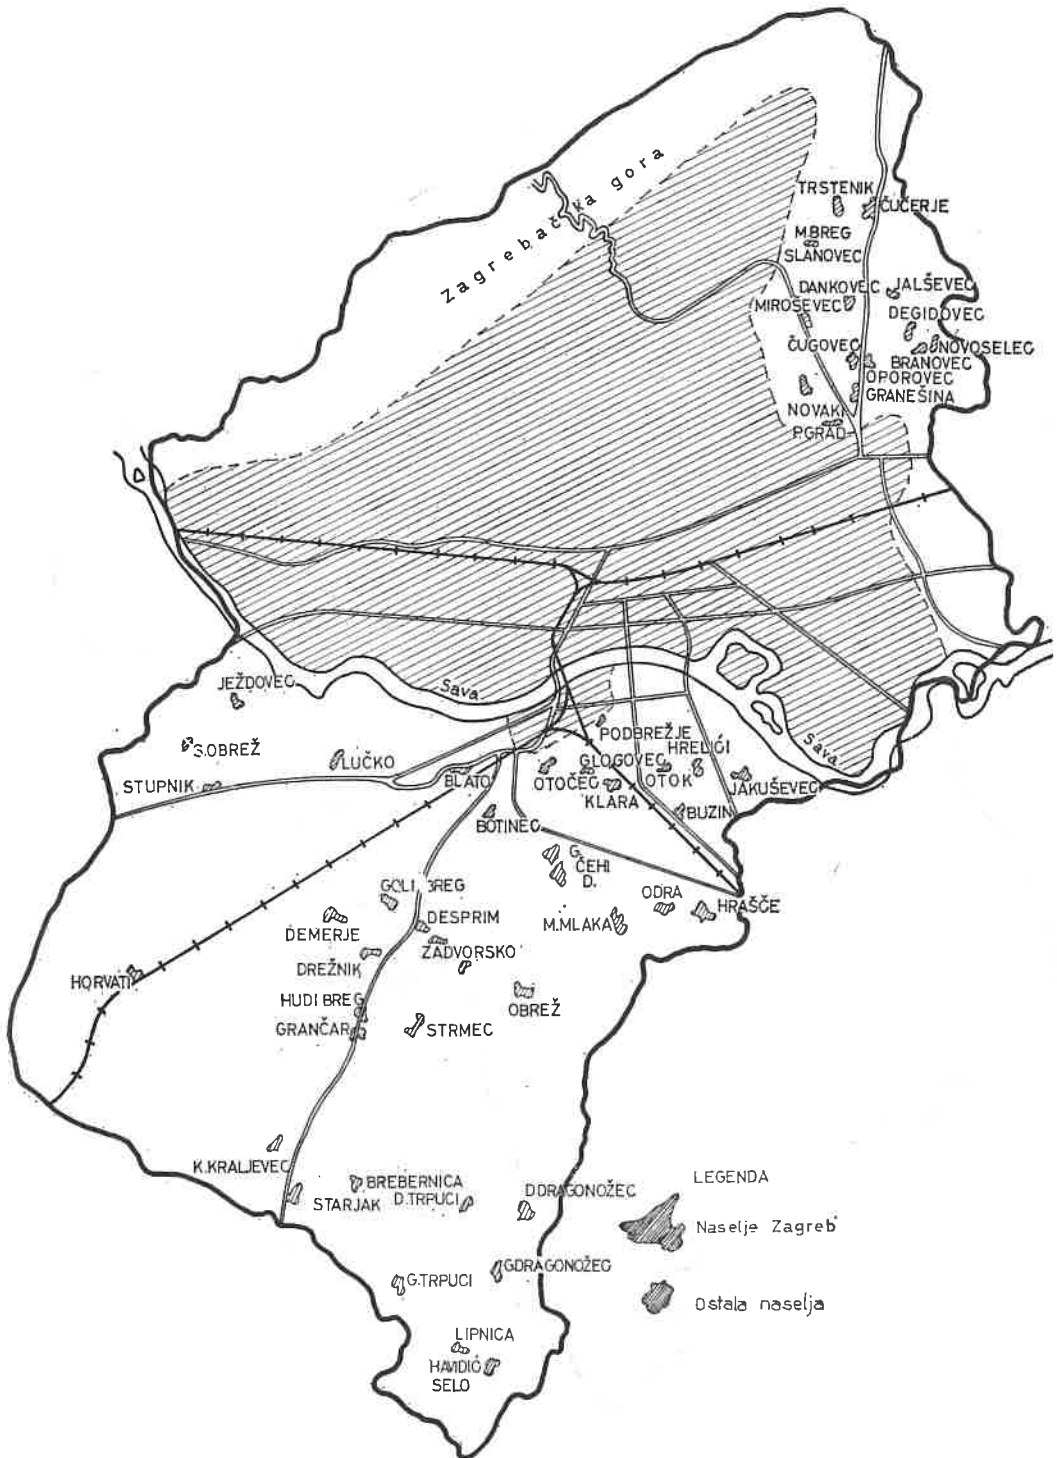 Zagrebačka gora
TRSTENIK
ČUČERJE
M.BREG
SLANOVEC
DANKOVEC
JALŠEVEC
MIROŠEVEC
DEGIDOVEC
ČUGOVEC
NOVOSELEC
BRANOVEC
OPOROVEC
GRANEŠINA
NOVAKI
P.GRAD
JEŽDOVEC
Sava
S.OBREŽ
LUČKO
STUPNIK
BLATO
PODBREŽJE
HRELIĆI
GLOGOVEC
OTOČEC
OTOK
KLARA
JAKUŠEVEC
Sava
BUZIN
BOTINEC
G.
ČEHI
D.
GOLI BREG
ODRA
HRAŠČE
DESPRIM
M.MLAKA
DEMERJE
ZADVORSKO
DREŽNIK
HORVATI
HUDI BREG
OBREŽ
GRANČARI
STRMEC
K.KRALJEVEC
BREBERNICA
STARJAK
D.TRPUCI
D.DRAGONOŽEC
LEGENDA
Naselje Zagreb
G.TRPUCI
G.DRAGONOŽEC
Ostala naselja
LIPNICA
HAVIDIĆ
SELO